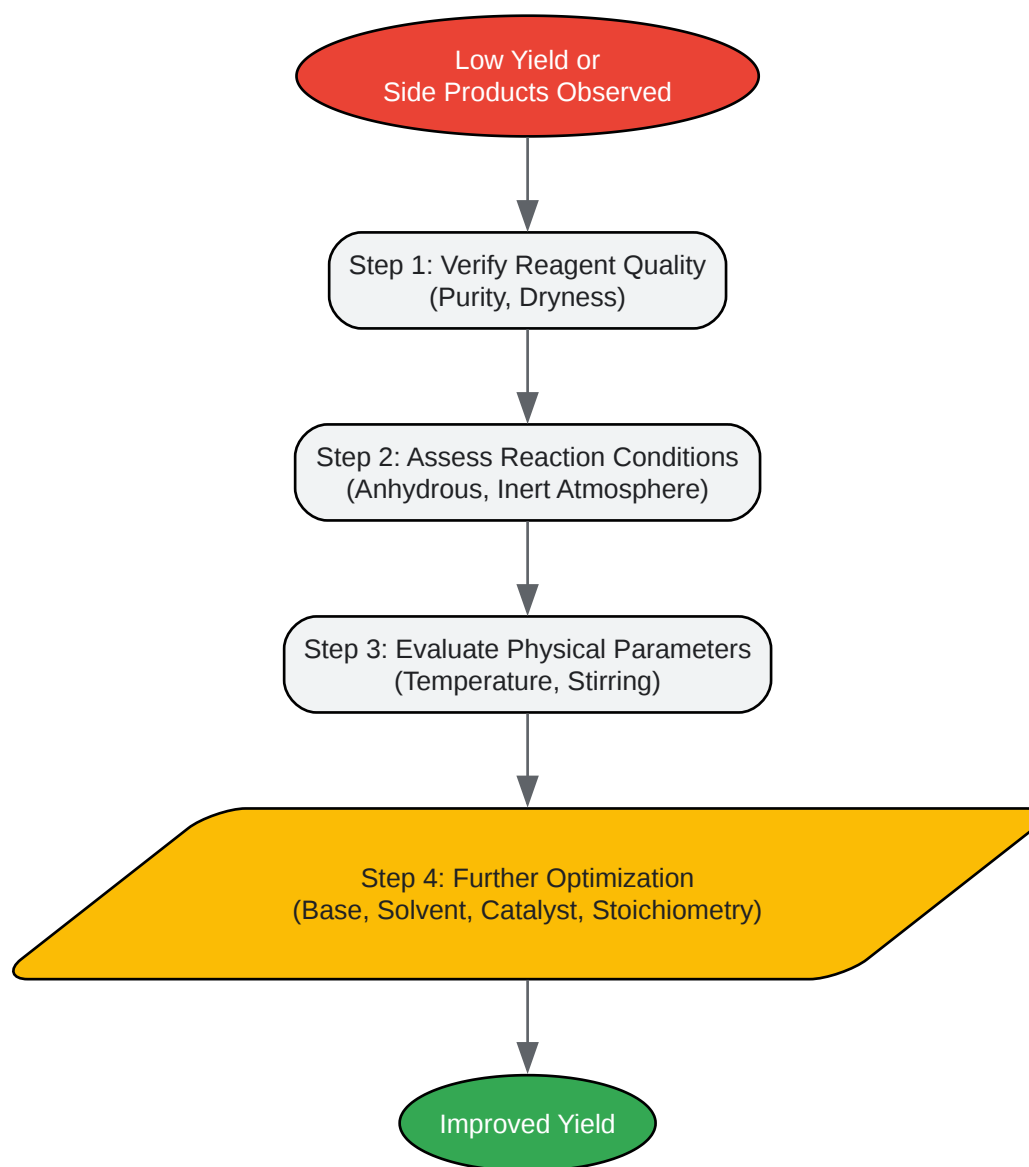 Low Yield or
Side Products Observed
Step 1: Verify Reagent Quality
(Purity, Dryness)
Step 2: Assess Reaction Conditions
(Anhydrous, Inert Atmosphere)
Step 3: Evaluate Physical Parameters
(Temperature, Stirring)
Step 4: Further Optimization
(Base, Solvent, Catalyst, Stoichiometry)
Improved Yield